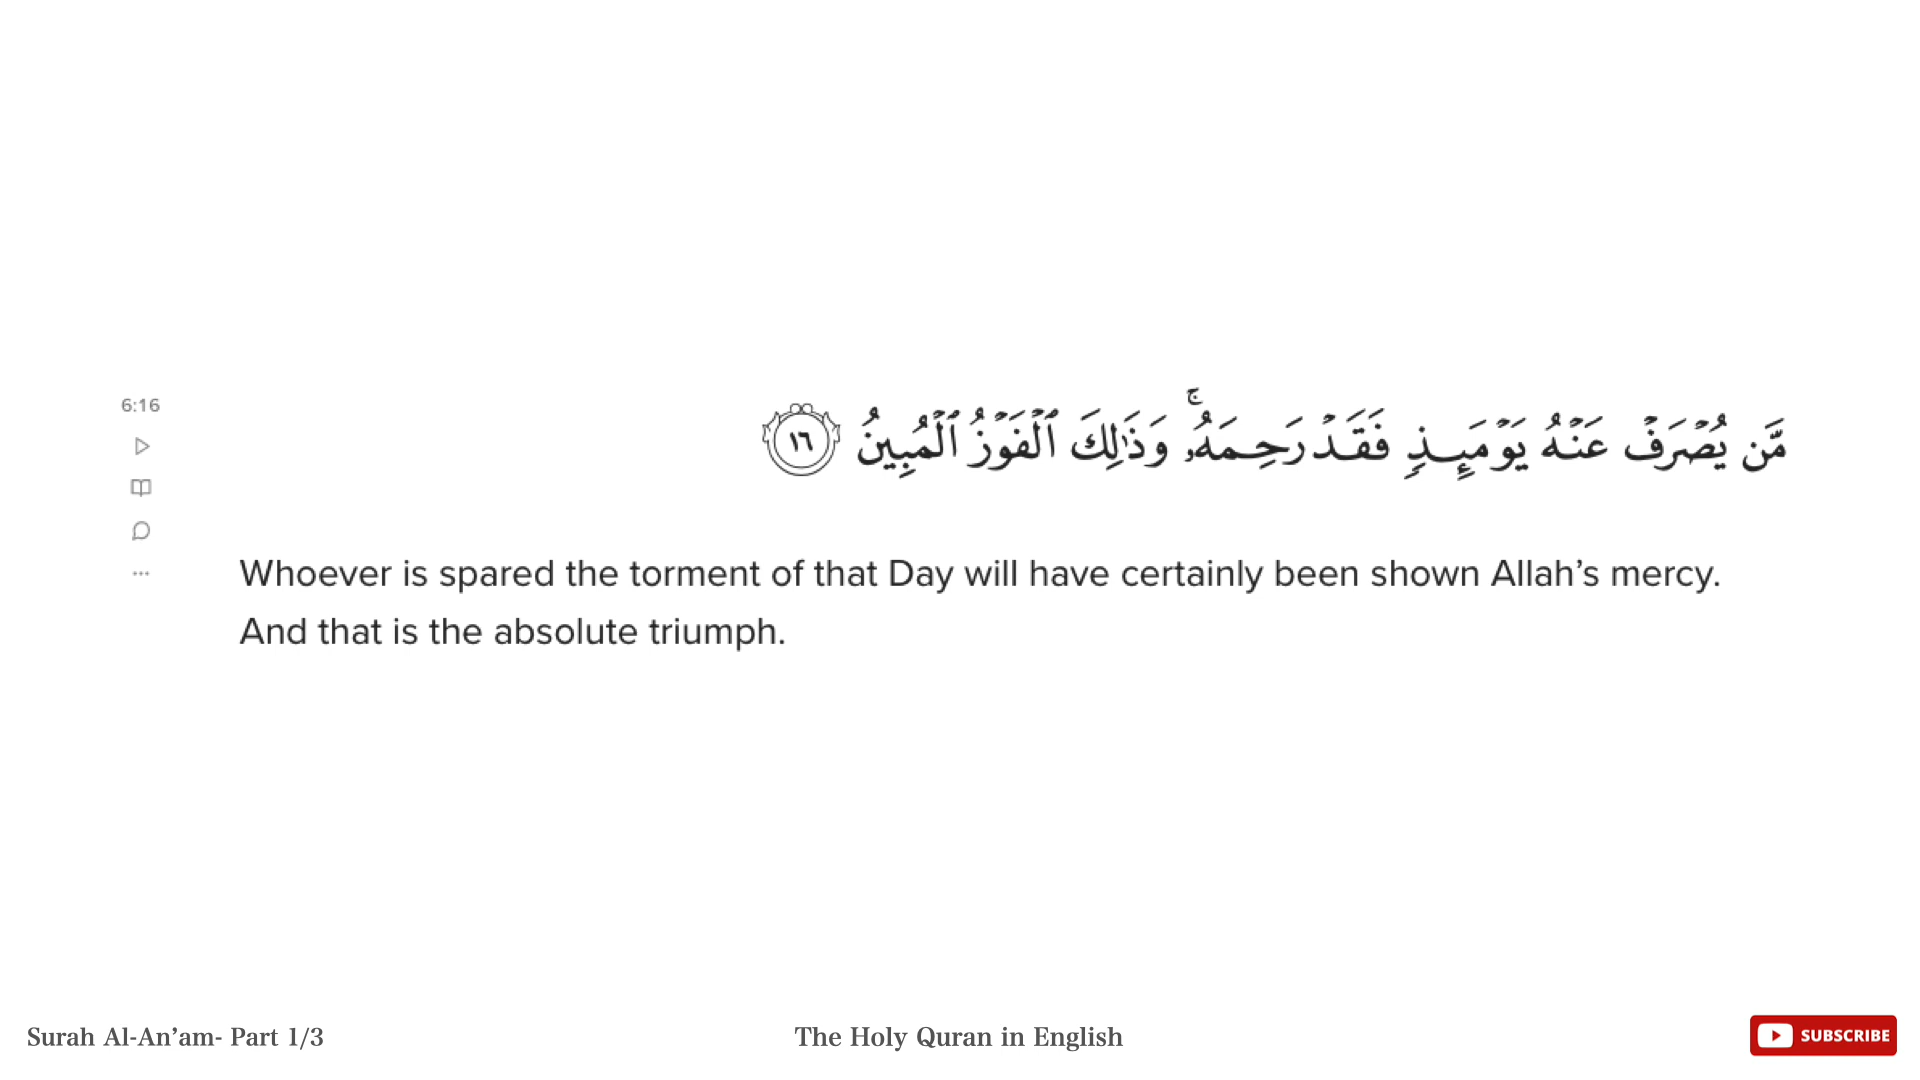 6:16
مَّن يُصْرَفْ عَنْهُ يَوْمَئِذٍ فَقَدْ رَحِمَهُۥ ۚ وَذَٰلِكَ ٱلْفَوْزُ ٱلْمُبِينُ ١٦
Whoever is spared the torment of that Day will have certainly been shown Allah’s mercy.
And that is the absolute triumph.
Surah Al-An’am- Part 1/3
The Holy Quran in English
SUBSCRIBE